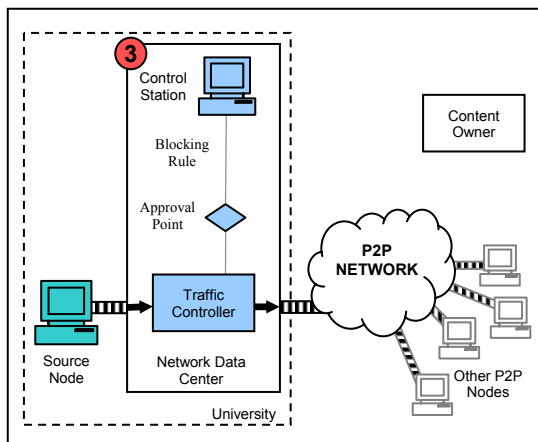 3
Control
Station
Content
Owner
Blocking
Rule
Approval
Point
P2P
NETWORK
Traffic
Controller
Source
Node
Network Data
Center
Other P2P
Nodes
University